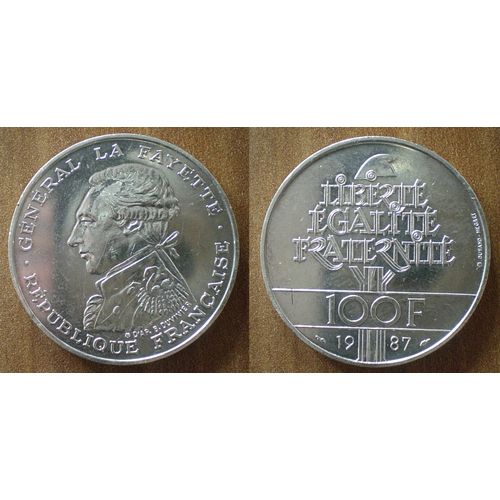 GÉNÉRAL LA FAYETTE
RÉPUBLIQUE FRANÇAISE
LIBERTÉ
ÉGALITÉ
FRATERNITÉ
100F
19 87